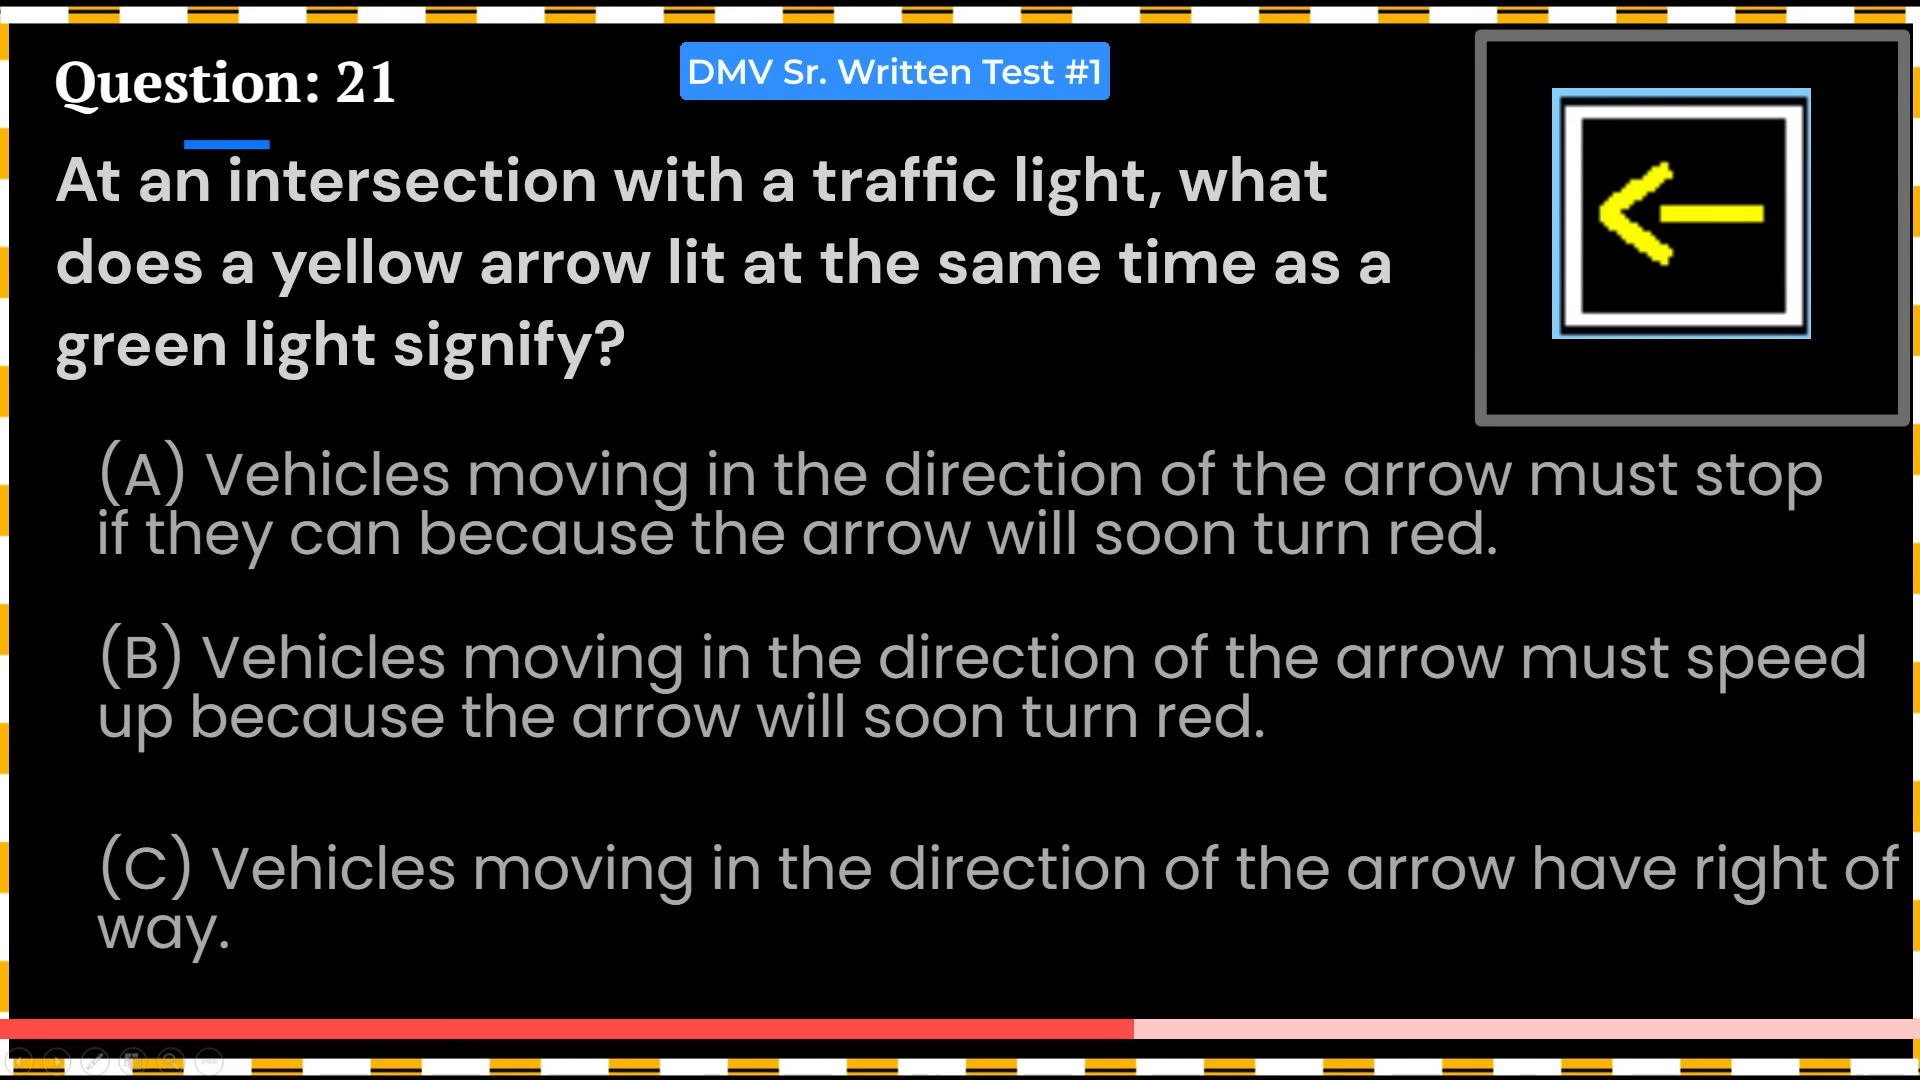 Question: 21
DMV Sr. Written Test #1
At an intersection with a traffic light, what
does a yellow arrow lit at the same time as a
green light signify?
(A) Vehicles moving in the direction of the arrow must stop
if they can because the arrow will soon turn red.
(B) Vehicles moving in the direction of the arrow must speed
up because the arrow will soon turn red.
(C) Vehicles moving in the direction of the arrow have right of
way.